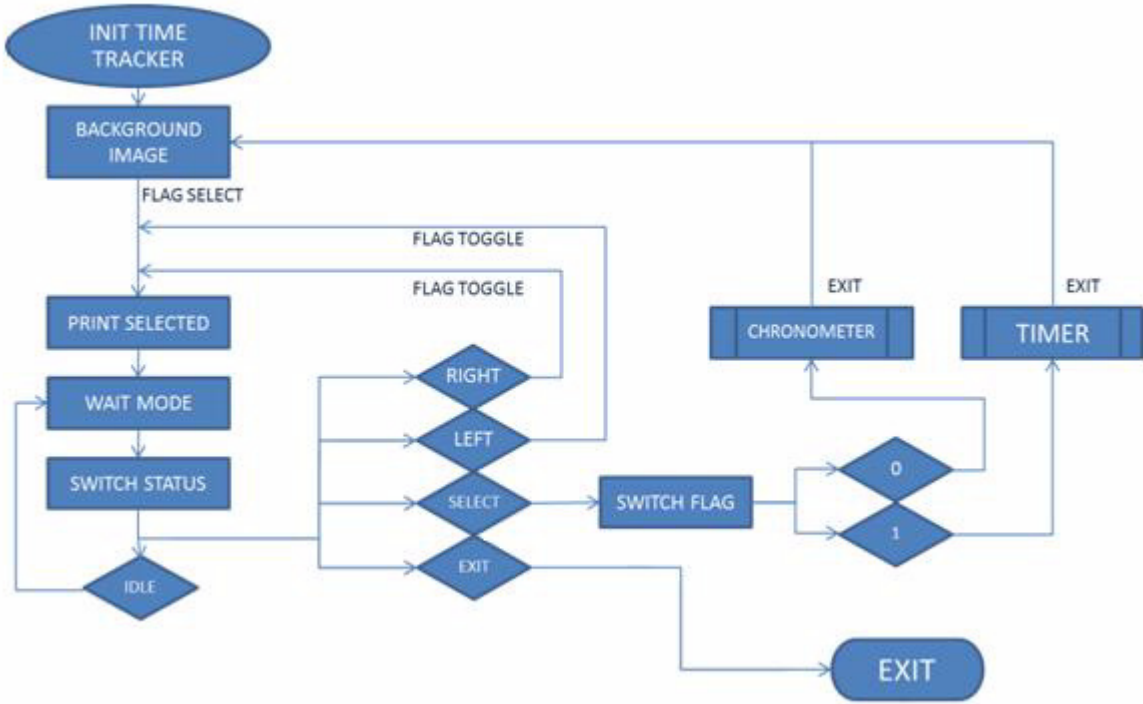 INIT TIME
TRACKER
BACKGROUND
IMAGE
FLAG SELECT
FLAG TOGGLE
FLAG TOGGLE
EXIT
EXIT
PRINT SELECTED
CHRONOMETER
TIMER
RIGHT
WAIT MODE
LEFT
SWITCH STATUS
0
SELECT
SWITCH FLAG
1
EXIT
IDLE
EXIT